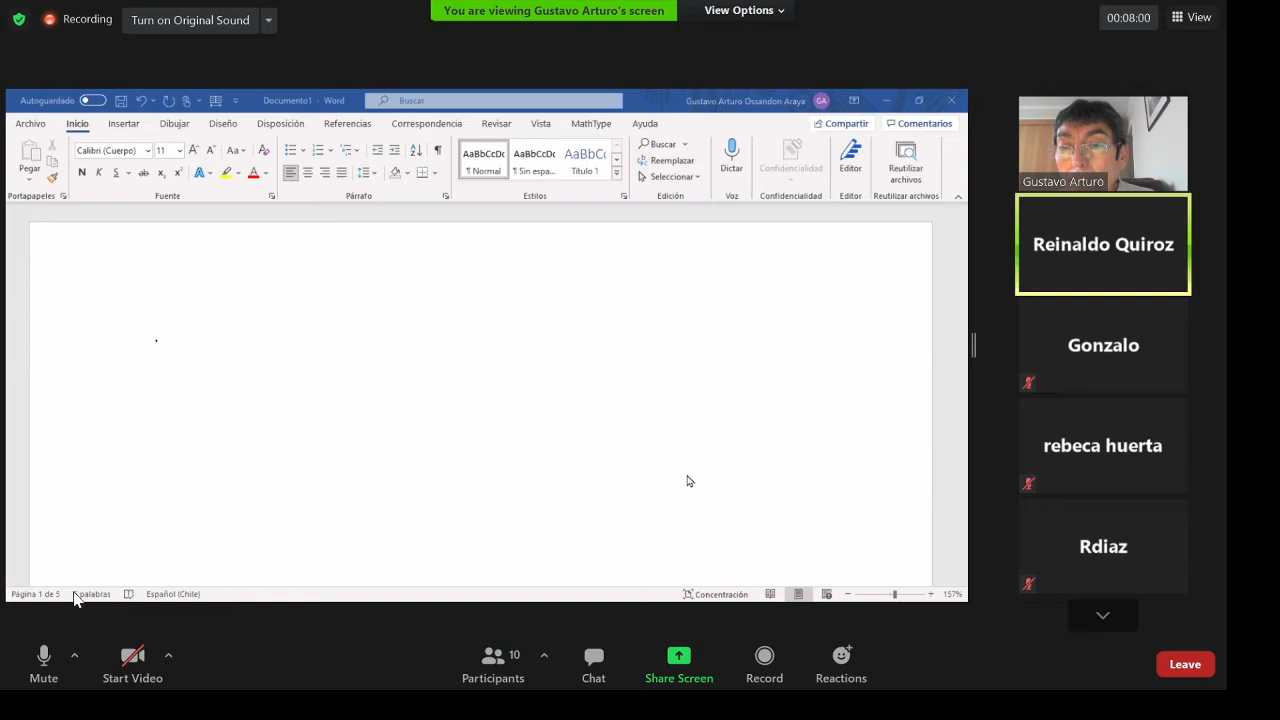 Recording
Turn on Original Sound
You are viewing Gustavo Arturo's screen
View Options
00:08:00
View
Autoguardado
Documento1 - Word
Buscar
Gustavo Arturo Ossandon Araya
GA
Archivo Inicio Insertar Dibujar Diseño Disposición Referencias Correspondencia Revisar Vista MathType Ayuda
Compartir
Comentarios
Pegar
Portapapeles
Calibri (Cuerpo) 11
Aa
N K S ab x₂ x²
Fuente
Párrafo
AaBbCcDc AaBbCcDc AaBbCc
¶ Normal ¶ Sin espa... Título 1
Estilos
Buscar
Reemplazar
Seleccionar
Edición
Dictar
Voz
Confidencialidad
Confidencialidad
Editor
Editor
Reutilizar archivos
Reutilizar archivos
Página 1 de 5
palabras
Español (Chile)
Concentración
157%
Gustavo Arturo
Reinaldo Quiroz
Gonzalo
rebeca huerta
Rdiaz
Mute
Start Video
Participants
10
Chat
Share Screen
Record
Reactions
Leave